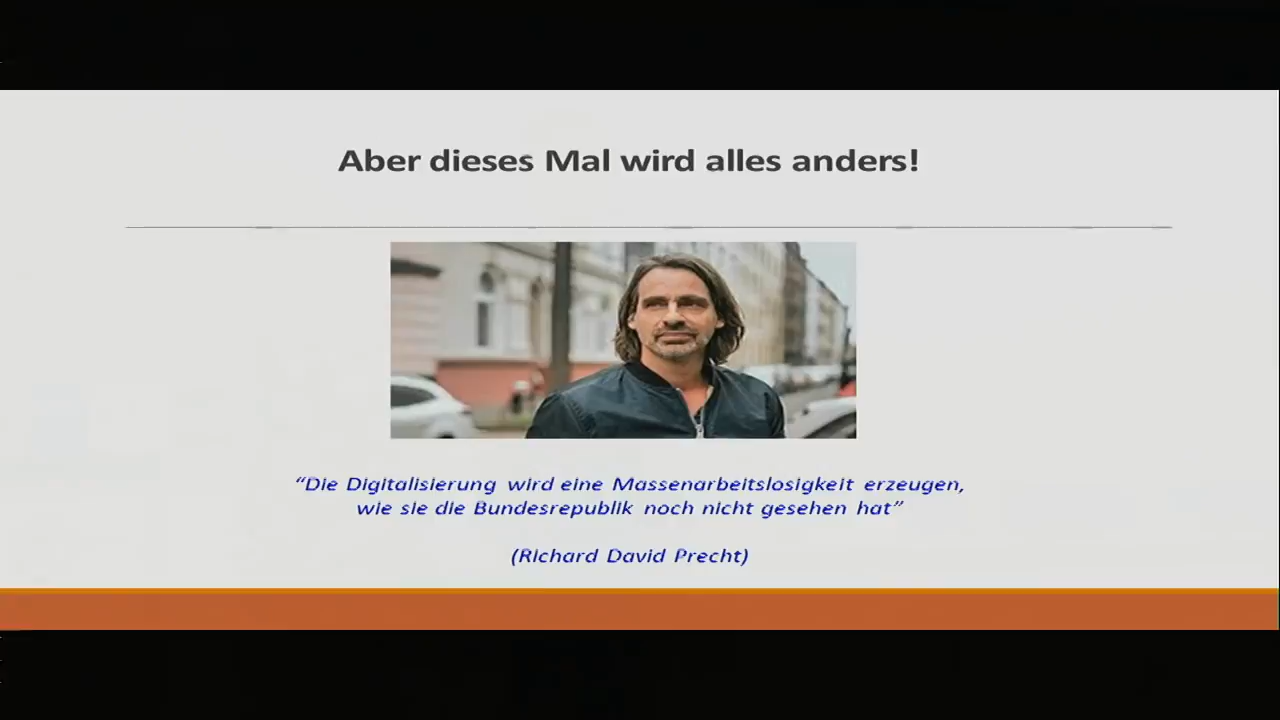 Aber dieses Mal wird alles anders!
“Die Digitalisierung wird eine Massenarbeitslosigkeit erzeugen,
wie sie die Bundesrepublik noch nicht gesehen hat”
(Richard David Precht)